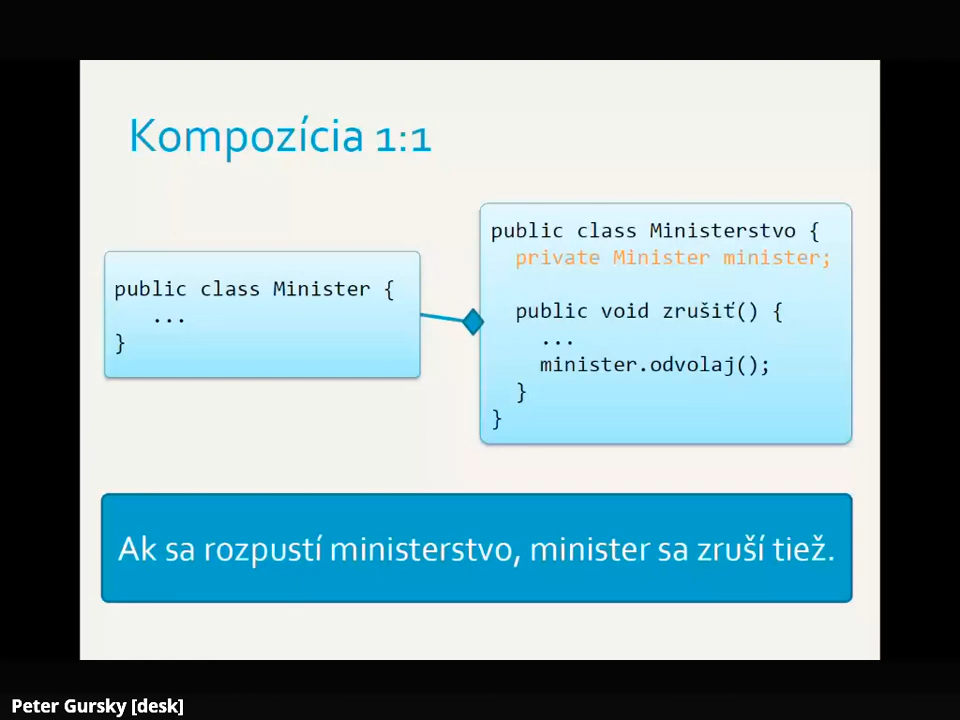 Kompozícia 1:1
public class Minister {
...
}
public class Ministerstvo {
private Minister minister;
public void zrušiť() {
...
minister.odvolaj();
}
}
Ak sa rozpustí ministerstvo, minister sa zruší tiež.
Peter Gursky [desk]